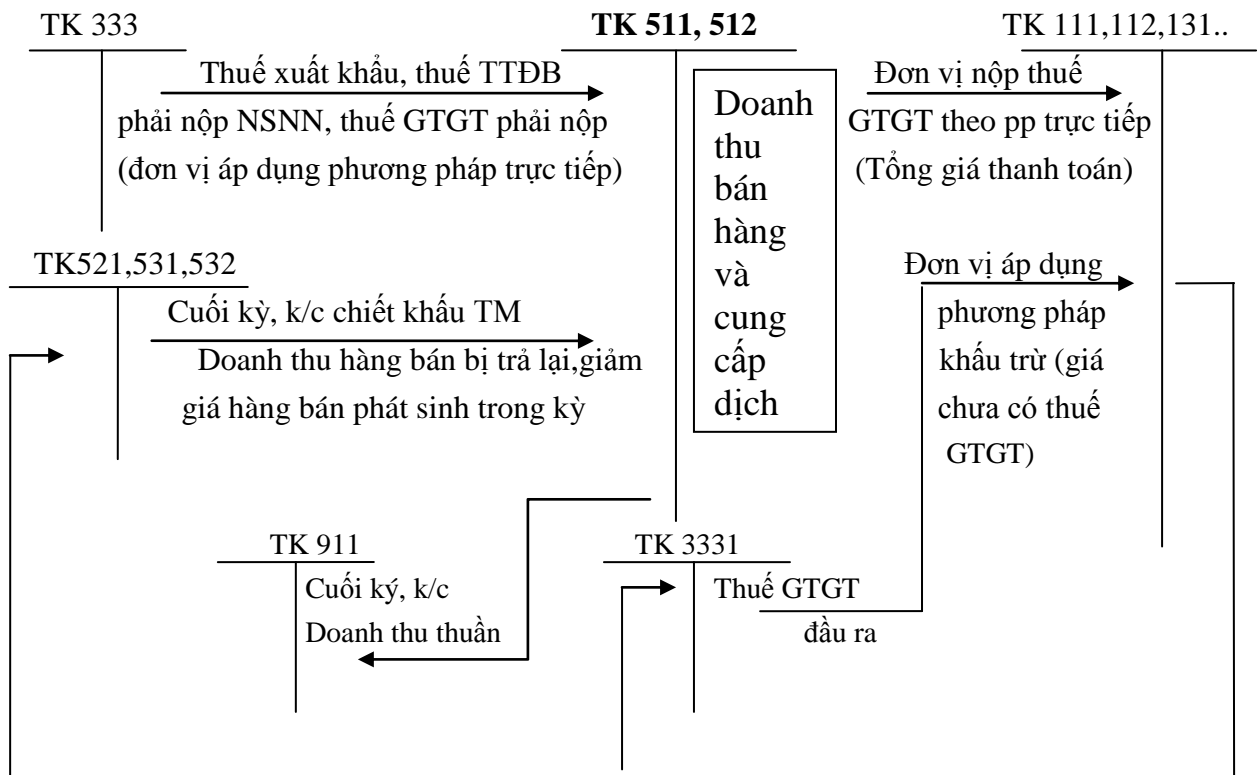 TK 333
TK 511, 512
TK 111,112,131..
Thuế xuất khẩu, thuế TTĐB
phải nộp NSNN, thuế GTGT phải nộp
(đơn vị áp dụng phương pháp trực tiếp)
Doanh
thu
bán
hàng
và
cung
cấp
dịch
Đơn vị nộp thuế
GTGT theo pp trực tiếp
(Tổng giá thanh toán)
TK521,531,532
Cuối kỳ, k/c chiết khấu TM
Doanh thu hàng bán bị trả lại,giảm
giá hàng bán phát sinh trong kỳ
Đơn vị áp dụng
phương pháp
khấu trừ (giá
chưa có thuế
GTGT)
TK 911
Cuối ký, k/c
Doanh thu thuần
TK 3331
Thuế GTGT
đầu ra